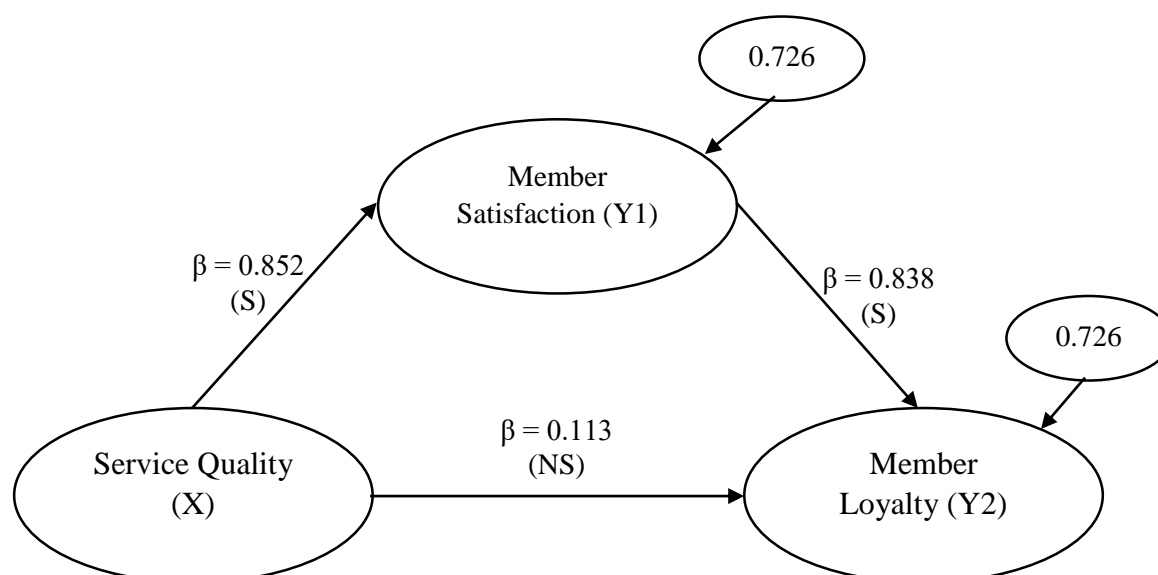 0.726
Member
Satisfaction (Y1)
β = 0.852
(S)
β = 0.838
(S)
0.726
β = 0.113
(NS)
Service Quality
(X)
Member
Loyalty (Y2)